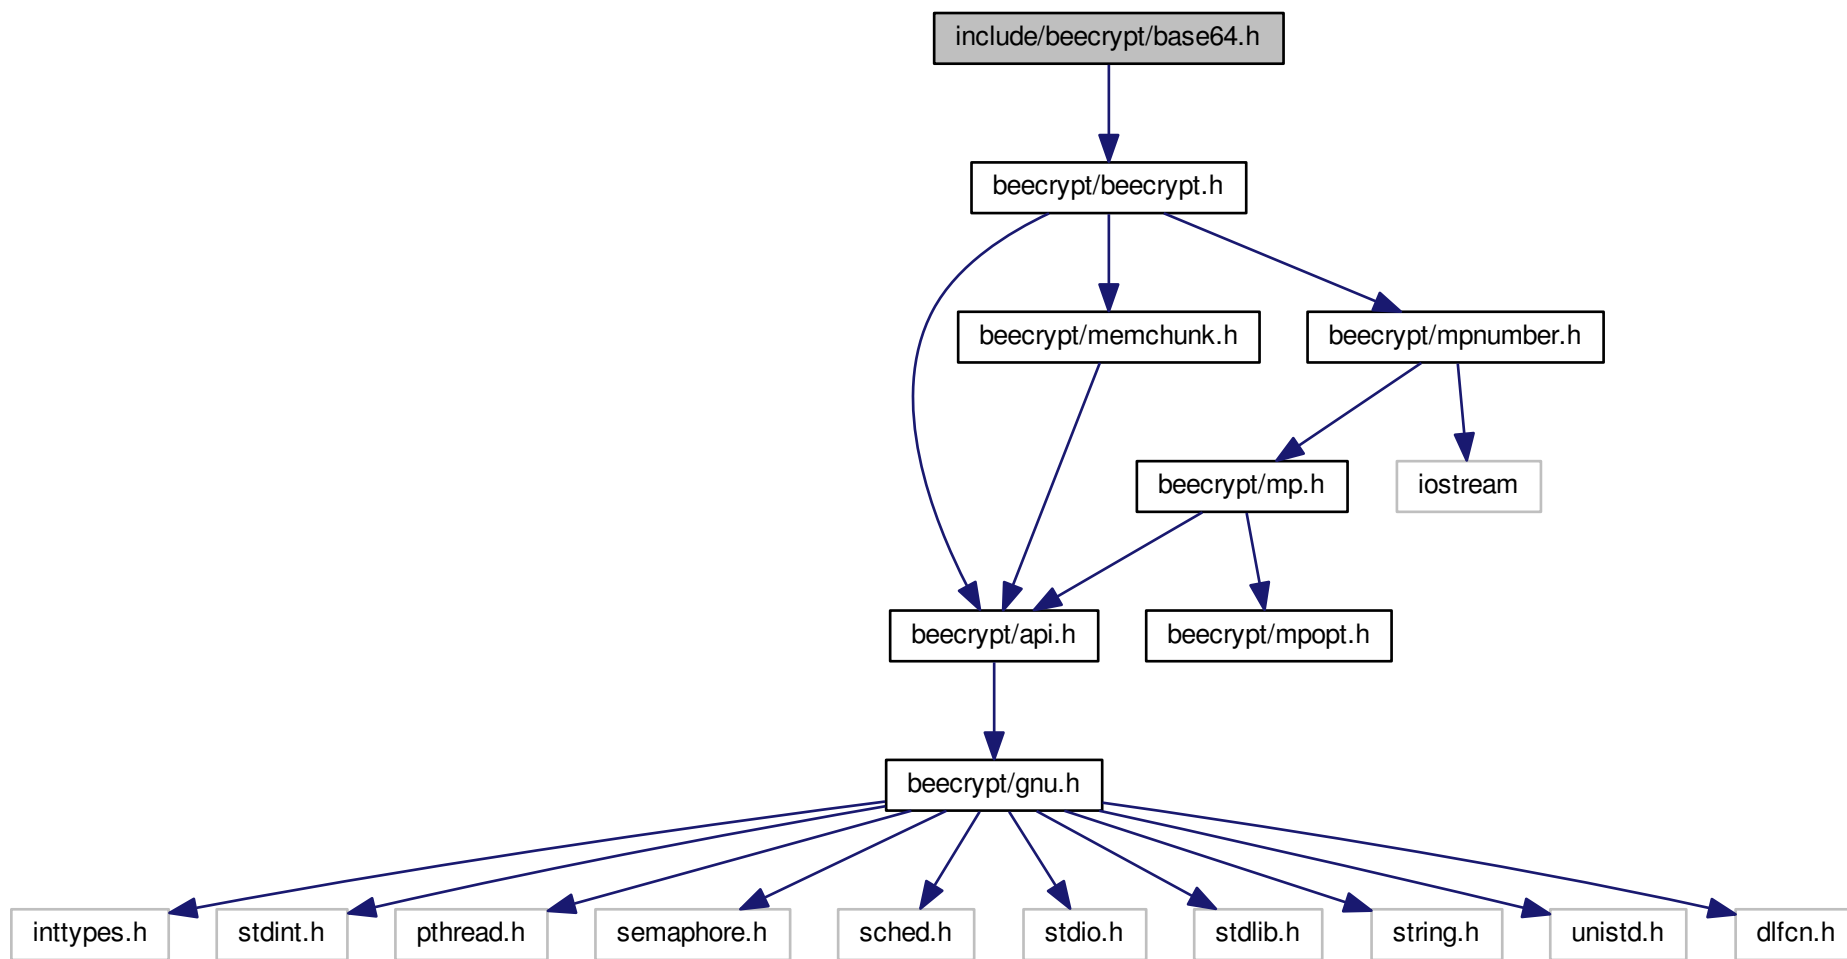 include/beecrypt/base64.h
beecrypt/beecrypt.h
beecrypt/memchunk.h
beecrypt/mpnumber.h
beecrypt/mp.h
iostream
beecrypt/api.h
beecrypt/mpopt.h
beecrypt/gnu.h
inttypes.h
stdint.h
pthread.h
semaphore.h
sched.h
stdio.h
stdlib.h
string.h
unistd.h
dlfcn.h